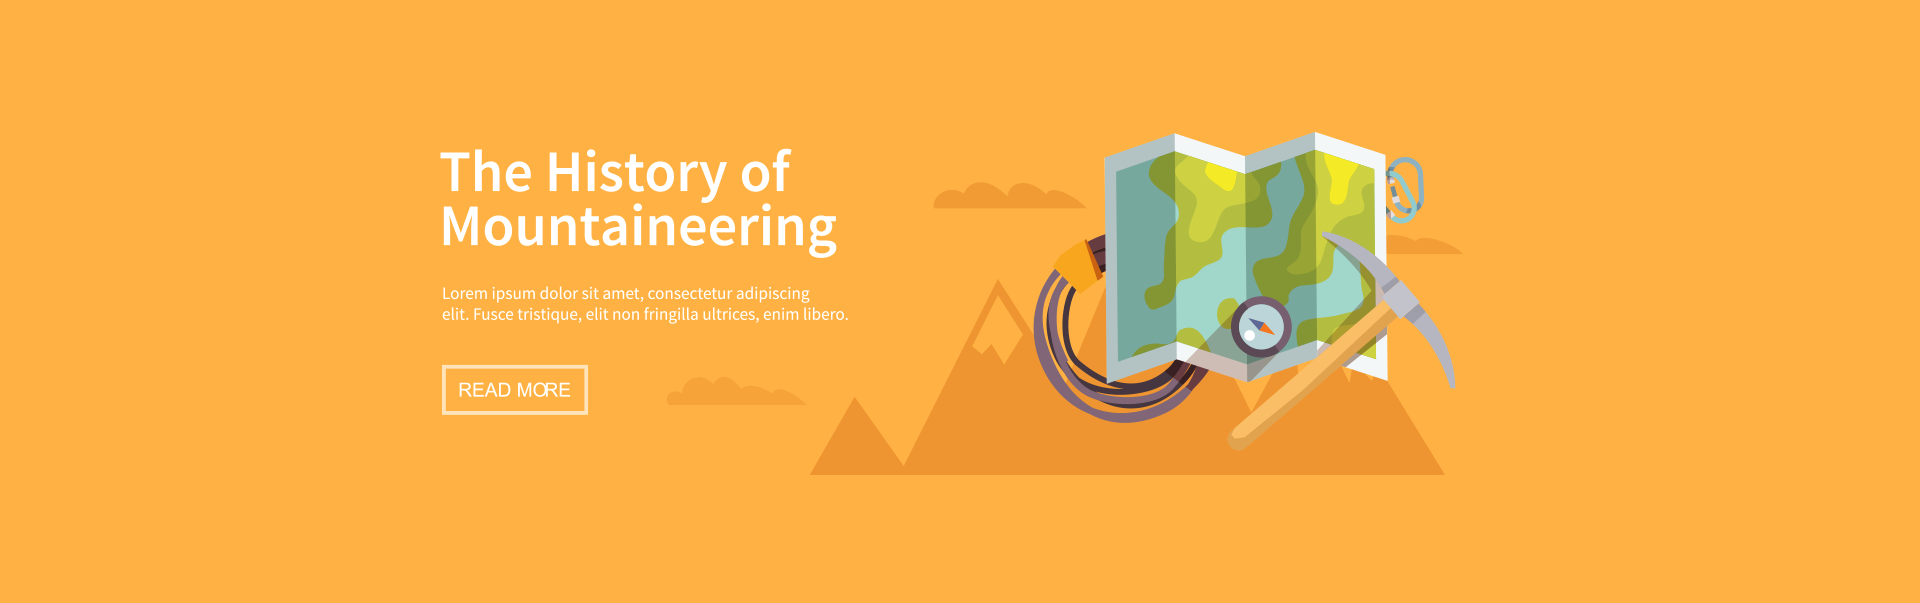 The History of
Mountaineering
Lorem ipsum dolor sit amet, consectetur adipiscing
elit. Fusce tristique, elit non fringilla ultrices, enim libero.
READ MORE